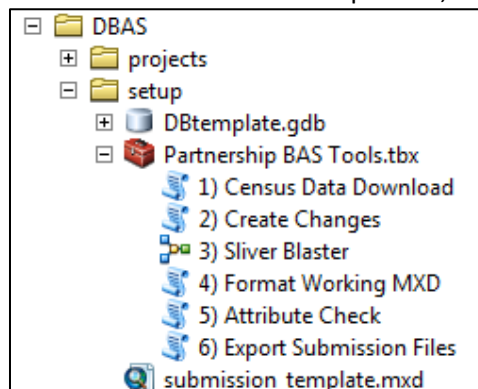 DBAS
projects
setup
DBtemplate.gdb
Partnership BAS Tools.tbx
1) Census Data Download
2) Create Changes
3) Sliver Blaster
4) Format Working MXD
5) Attribute Check
6) Export Submission Files
submission_template.mxd